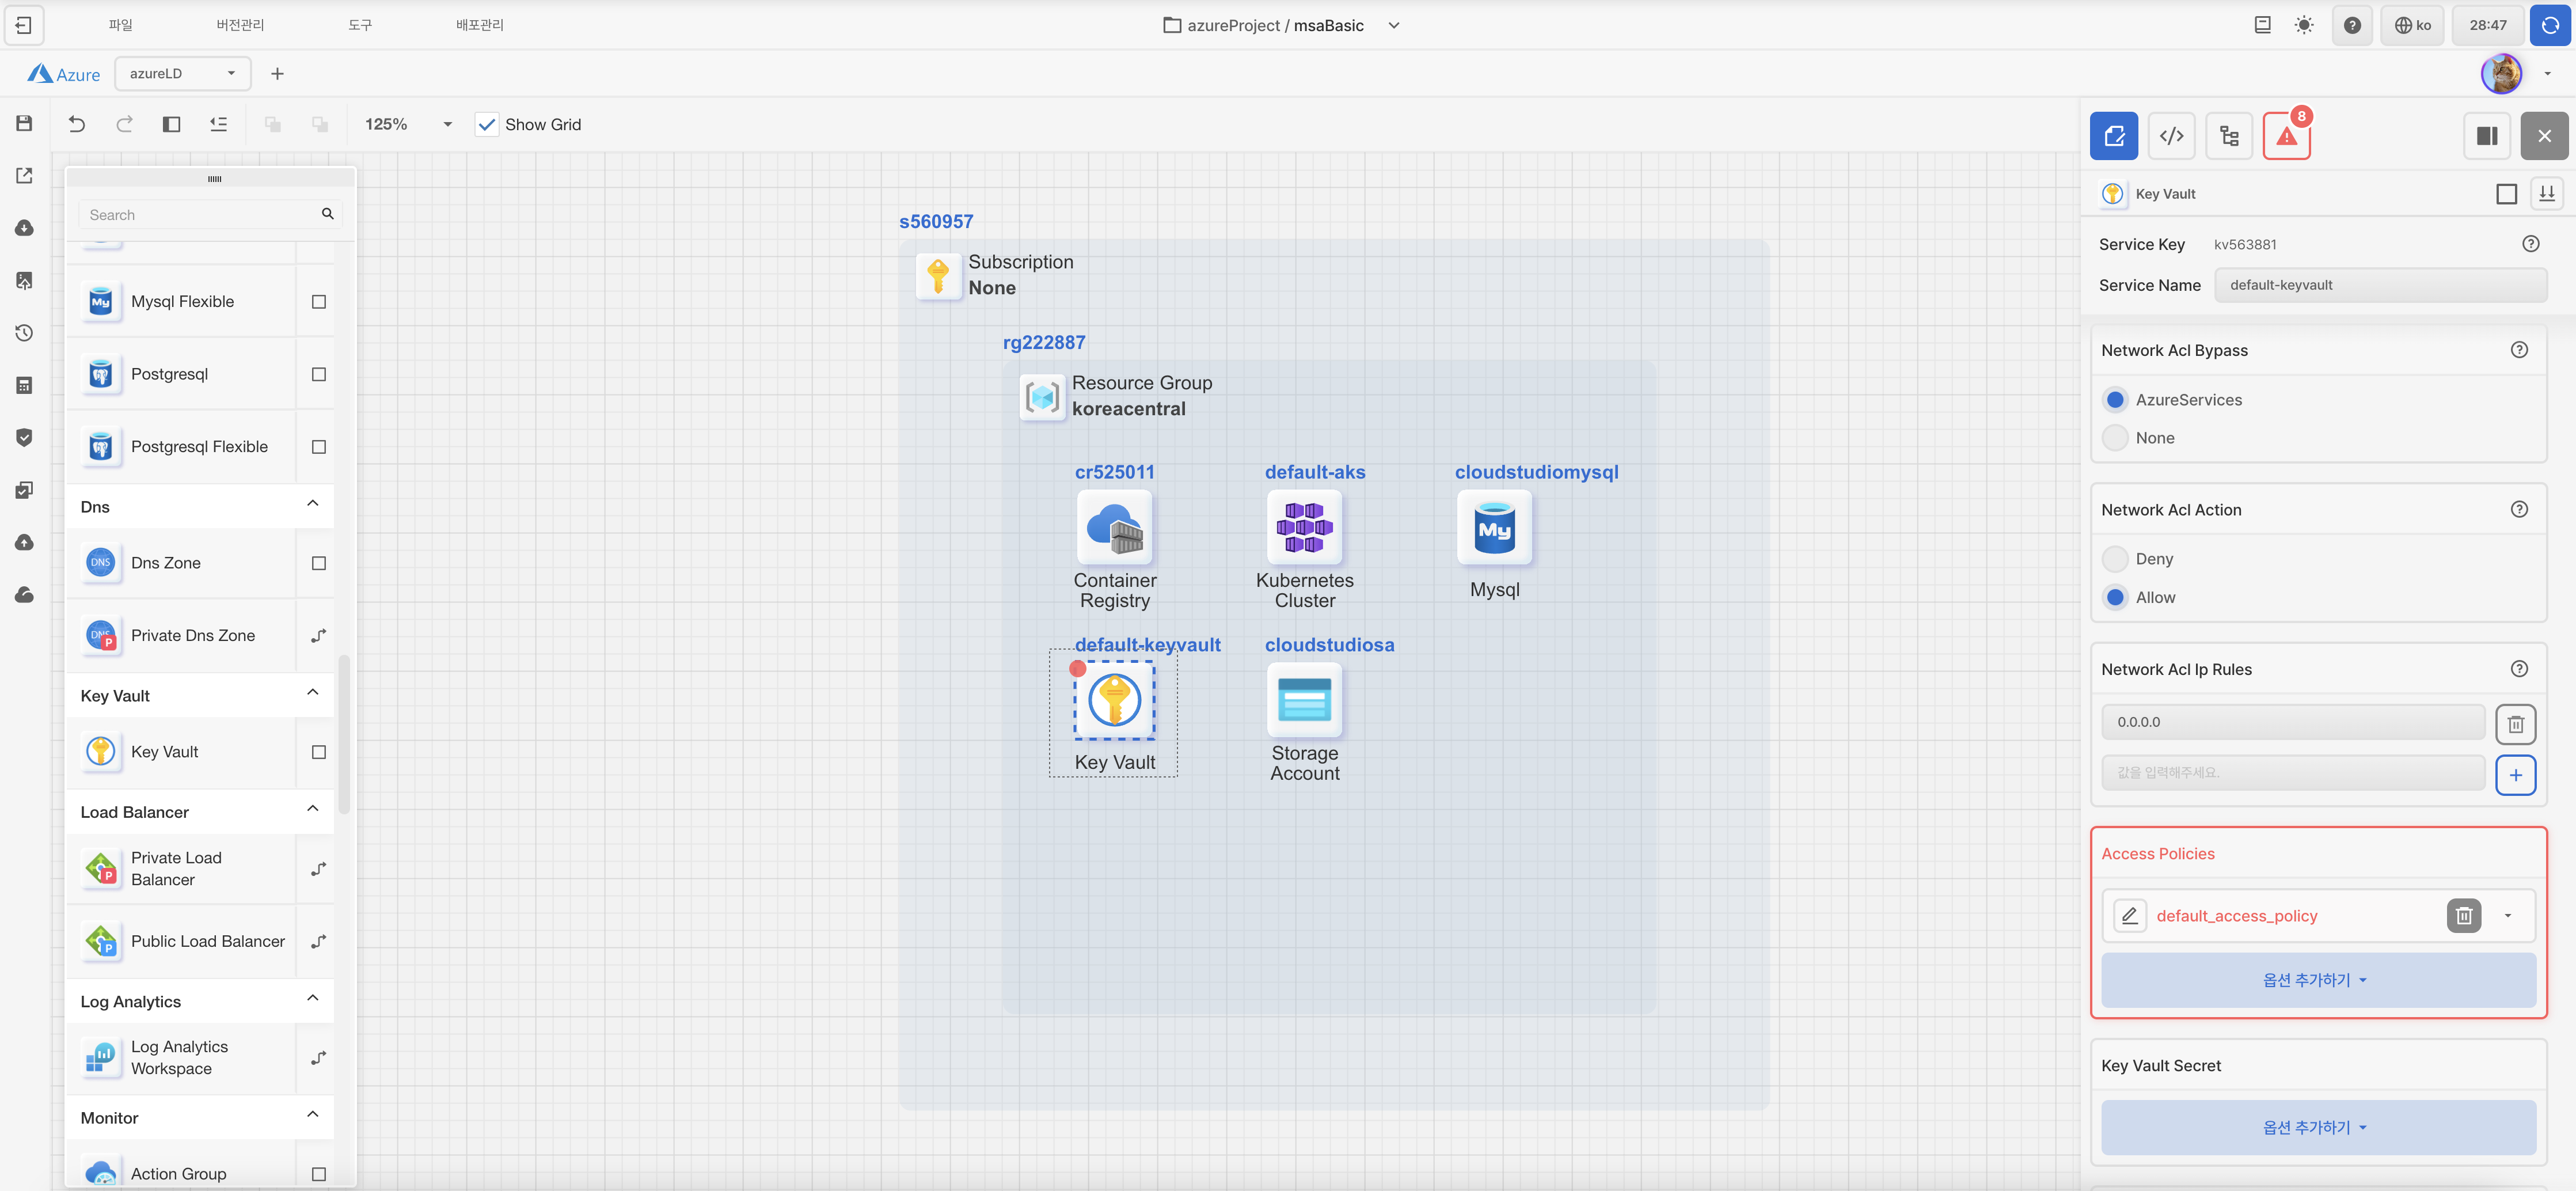 파일
버전관리
도구
배포관리
azureProject / msaBasic
ko
28:47
Azure
azureLD
125%
Show Grid
8
Search
Mysql Flexible
Postgresql
Postgresql Flexible
Dns
DNS
Dns Zone
Private Dns Zone
Key Vault
Key Vault
Load Balancer
Private Load
Balancer
Public Load Balancer
Log Analytics
Log Analytics
Workspace
Monitor
Action Group
s560957
Subscription
None
rg222887
Resource Group
koreacentral
cr525011
Container
Registry
default-aks
Kubernetes
Cluster
cloudstudiomysql
My
Mysql
default-keyvault
Key Vault
cloudstudiosa
Storage
Account
Key Vault
Service Key
kv563881
Service Name
default-keyvault
Network Acl Bypass
AzureServices
None
Network Acl Action
Deny
Allow
Network Acl Ip Rules
0.0.0.0
값을 입력해주세요.
Access Policies
default_access_policy
옵션 추가하기
Key Vault Secret
옵션 추가하기